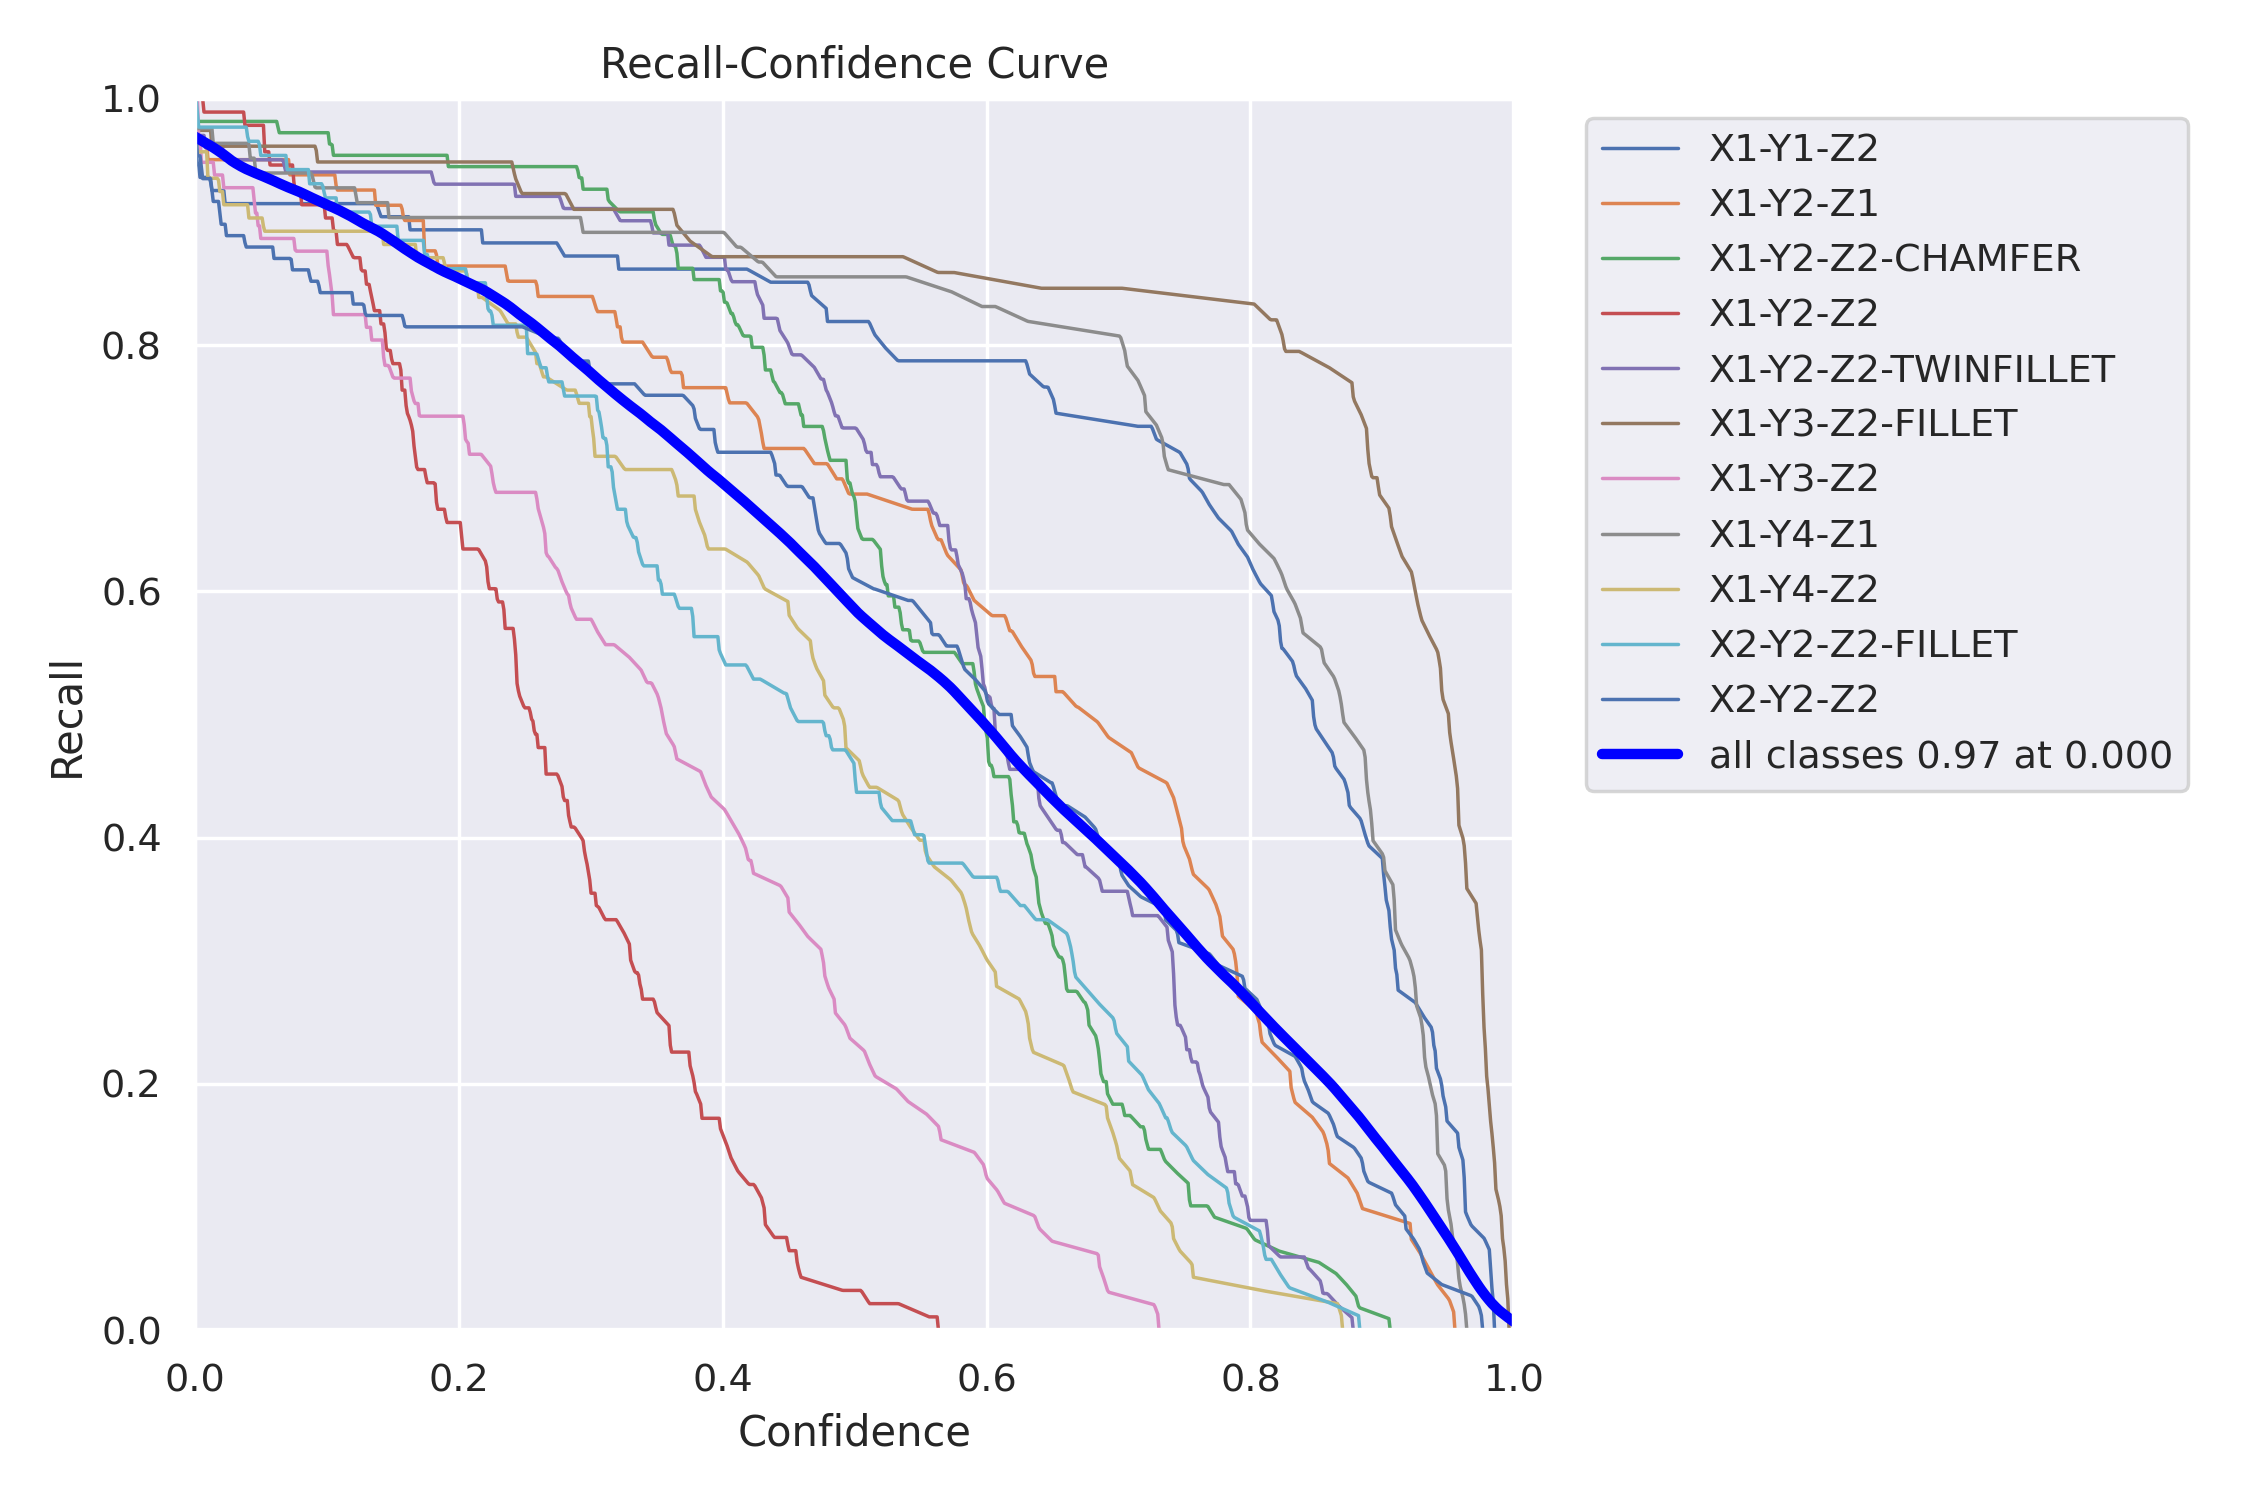 Recall-Confidence Curve
1.0
0.8
0.6
0.4
0.2
0.0
Recall
0.0 0.2 0.4 0.6 0.8 1.0
Confidence
X1-Y1-Z2
X1-Y2-Z1
X1-Y2-Z2-CHAMFER
X1-Y2-Z2
X1-Y2-Z2-TWINFILLET
X1-Y3-Z2-FILLET
X1-Y3-Z2
X1-Y4-Z1
X1-Y4-Z2
X2-Y2-Z2-FILLET
X2-Y2-Z2
all classes 0.97 at 0.000